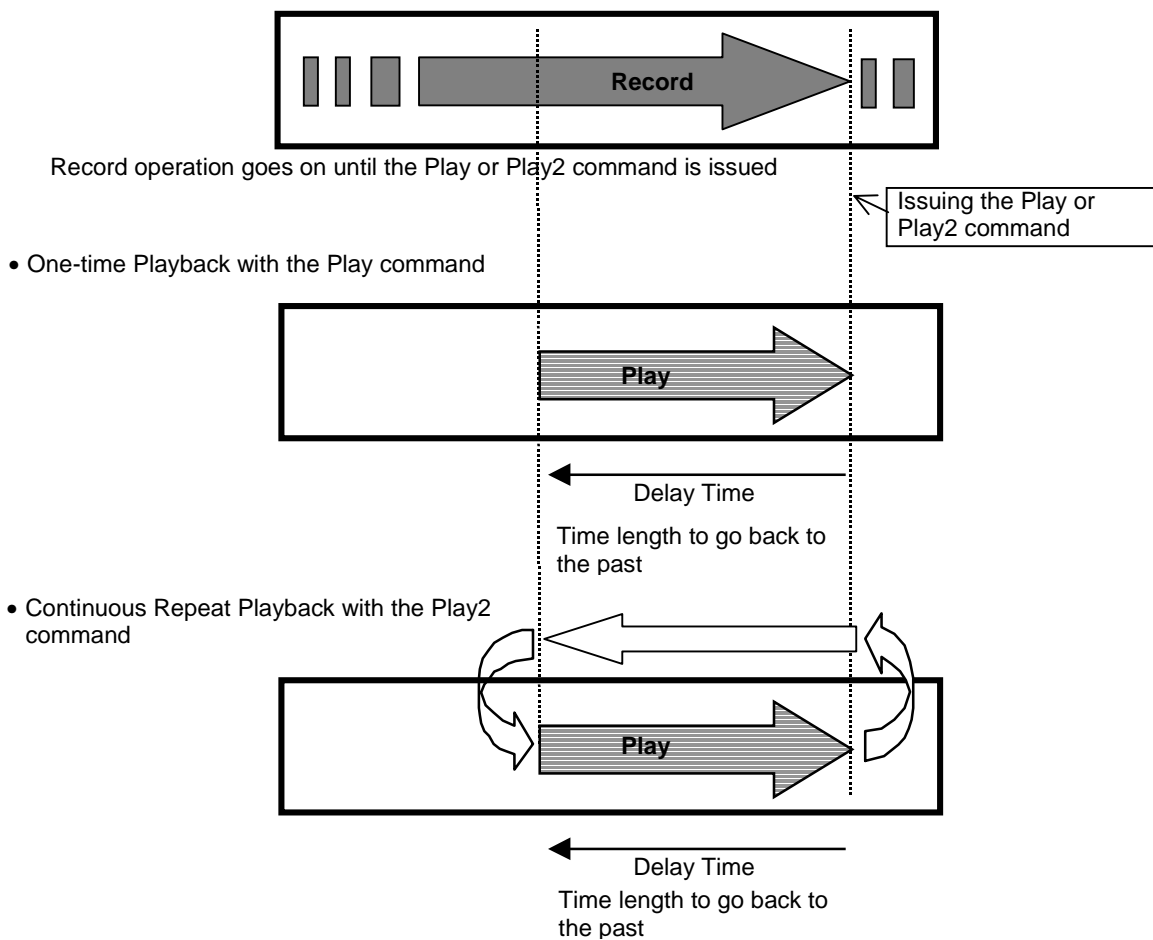 Record
Record operation goes on until the Play or Play2 command is issued
Issuing the Play or
Play2 command
• One-time Playback with the Play command
Play
Delay Time
Time length to go back to
the past
• Continuous Repeat Playback with the Play2
command
Play
Delay Time
Time length to go back to
the past